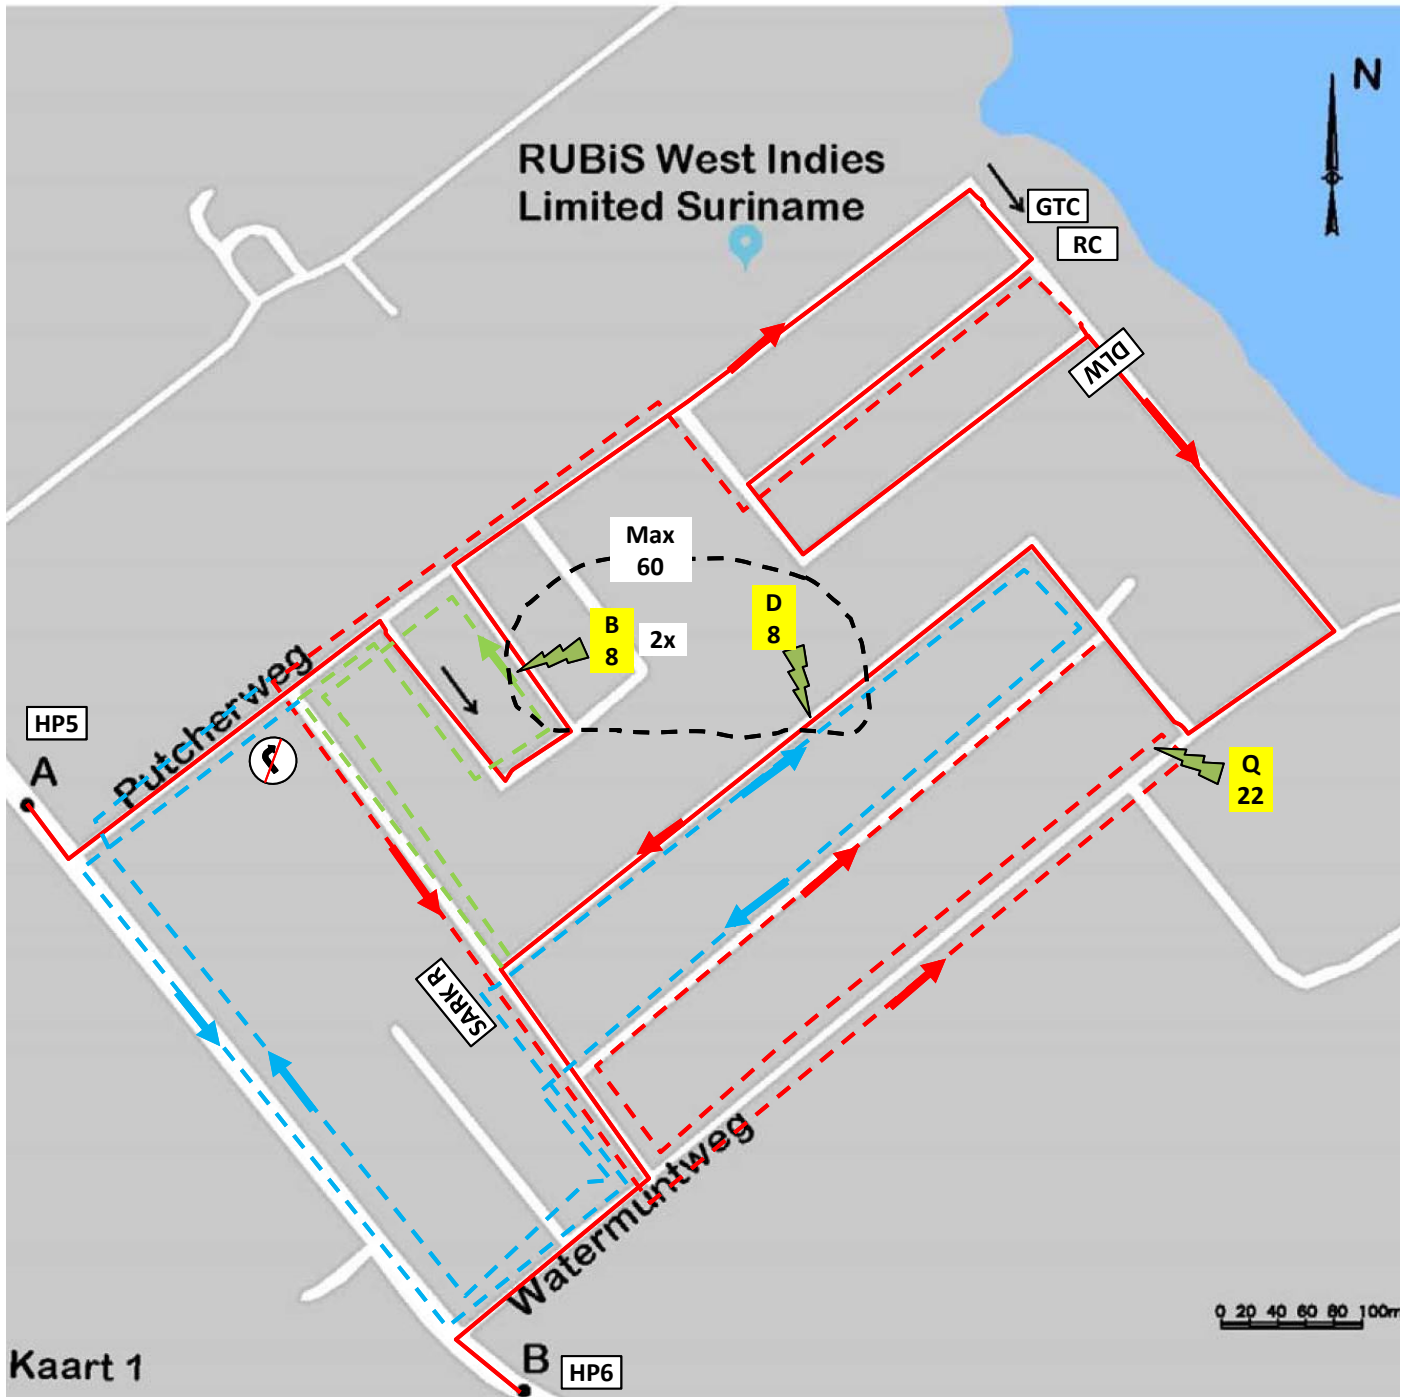 N
RUBiS West Indies
Limited Suriname
GTC
RC
DLW
Max
60
D
8
B
8
2x
Putcherweg
HP5
A
Q
22
SARK R
Watermuntweg
0 20 40 60 80 100m
Kaart 1
B
HP6